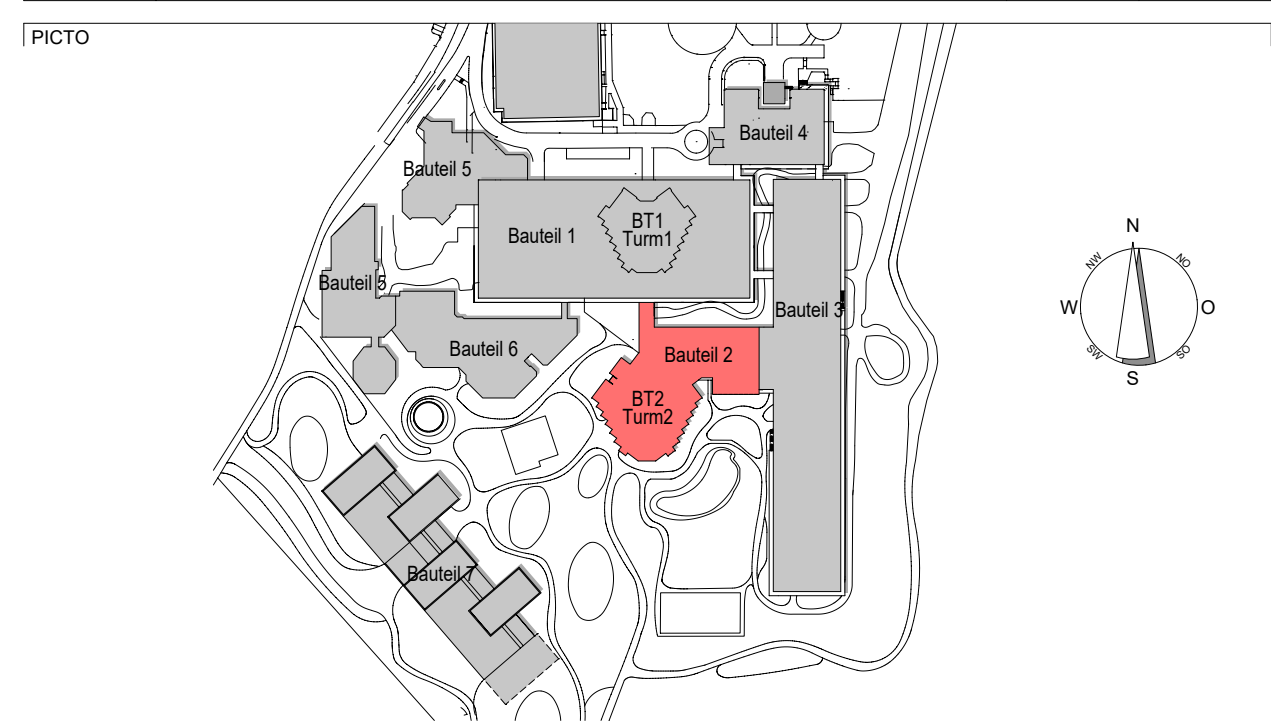 PICTO
Bauteil 4
Bauteil 5
Bauteil 1
BT1
Turm1
N
NW
NO
Bauteil 5
Bauteil 3
W
O
Bauteil 6
Bauteil 2
SW
SO
S
BT2
Turm2
Bauteil 7